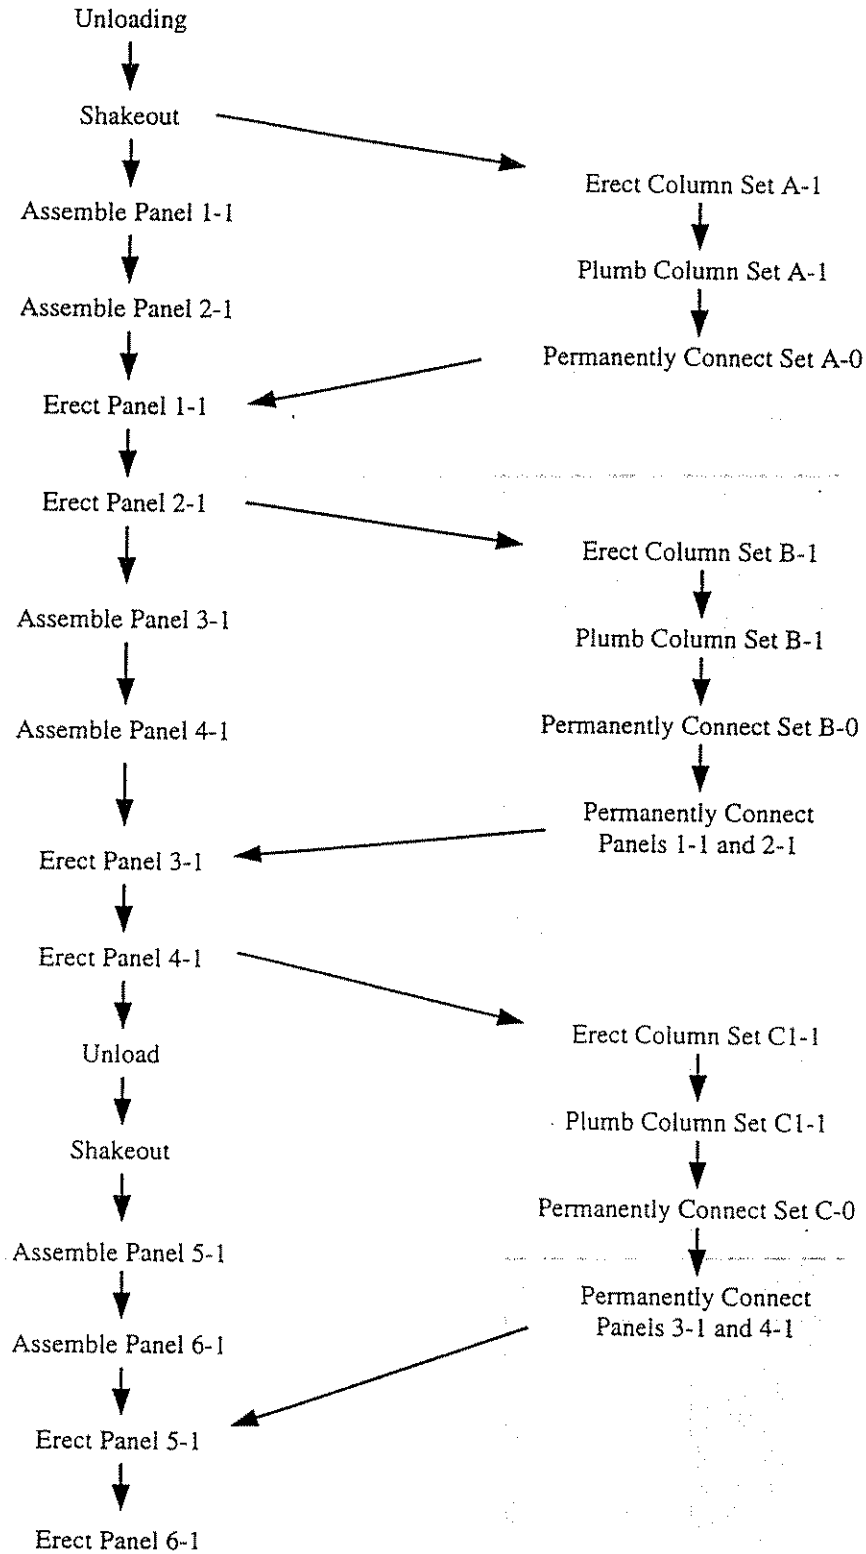 Unloading
Shakeout
Assemble Panel 1-1
Assemble Panel 2-1
Erect Panel 1-1
Erect Panel 2-1
Assemble Panel 3-1
Assemble Panel 4-1
Erect Panel 3-1
Erect Panel 4-1
Unload
Shakeout
Assemble Panel 5-1
Assemble Panel 6-1
Erect Panel 5-1
Erect Panel 6-1
Erect Column Set A-1
Plumb Column Set A-1
Permanently Connect Set A-0
Erect Column Set B-1
Plumb Column Set B-1
Permanently Connect Set B-0
Permanently Connect
Panels 1-1 and 2-1
Erect Column Set C1-1
Plumb Column Set C1-1
Permanently Connect Set C-0
Permanently Connect
Panels 3-1 and 4-1